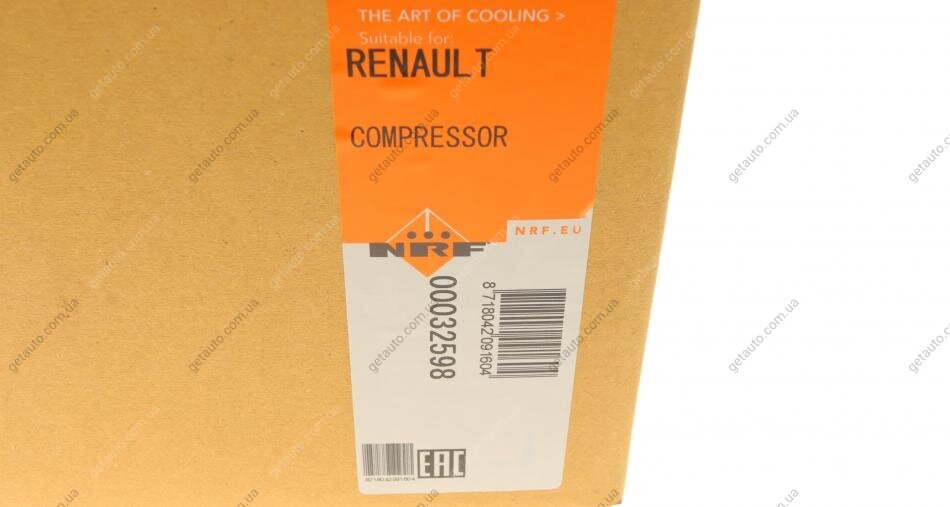 THE ART OF COOLING >
Suitable for:
RENAULT
COMPRESSOR
NRF.EU
NRF
00032598
8 718042 091604
8718042091604
EAC
getauto.com.ua